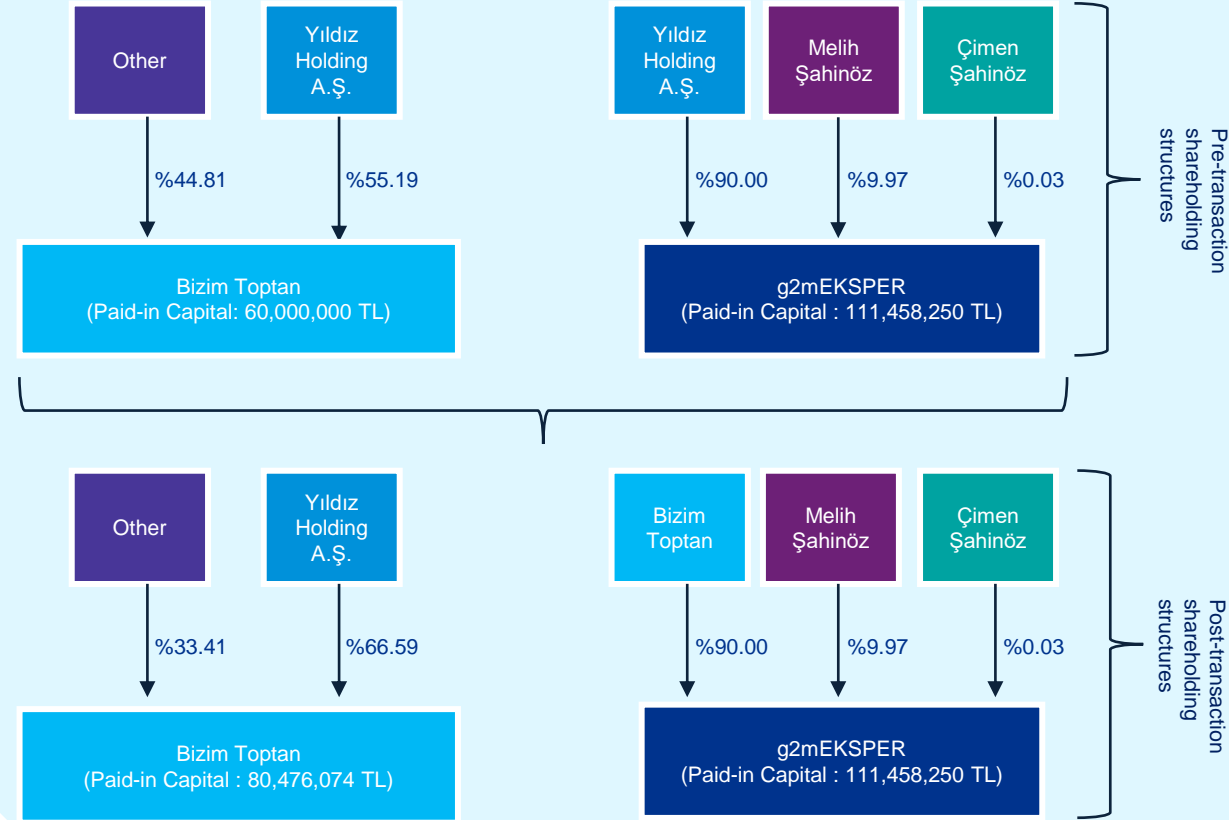 Other
Yıldız
Holding
A.Ş.
Yıldız
Holding
A.Ş.
Melih
Şahinöz
Çimen
Şahinöz
%44.81
%55.19
%90.00
%9.97
%0.03
Bizim Toptan
(Paid-in Capital: 60,000,000 TL)
g2mEKSPER
(Paid-in Capital : 111,458,250 TL)
Pre-transaction
shareholding
structures
Other
Yıldız
Holding
A.Ş.
Bizim
Toptan
Melih
Şahinöz
Çimen
Şahinöz
%33.41
%66.59
%90.00
%9.97
%0.03
Bizim Toptan
(Paid-in Capital : 80,476,074 TL)
g2mEKSPER
(Paid-in Capital : 111,458,250 TL)
Post-transaction
shareholding
structures